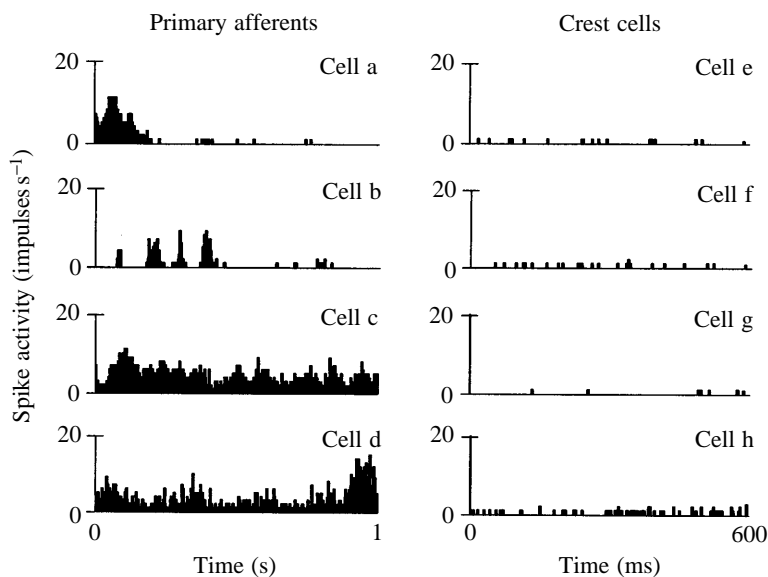 Primary afferents
Crest cells
Spike activity (impulses s⁻¹)
20
0
Cell a
20
0
Cell b
20
0
Cell c
20
0
Cell d
0
1
Time (s)
20
0
Cell e
20
0
Cell f
20
0
Cell g
20
0
Cell h
0
600
Time (ms)